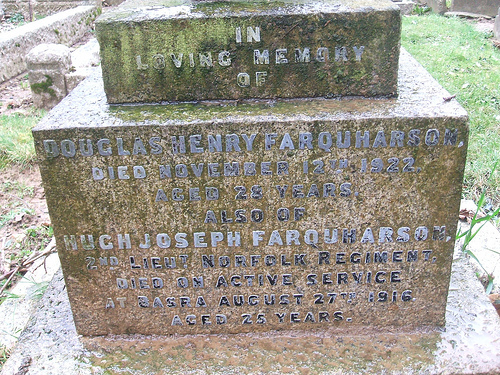 IN
LOVING MEMORY
OF
DOUGLAS HENRY FARQUHARSON,
DIED NOVEMBER 12TH 1922.
AGED 28 YEARS.
ALSO OF
HUGH JOSEPH FARQUHARSON,
2ND LIEUT NORFOLK REGIMENT.
DIED ON ACTIVE SERVICE
AT BASRA AUGUST 27TH 1916
AGED 25 YEARS.